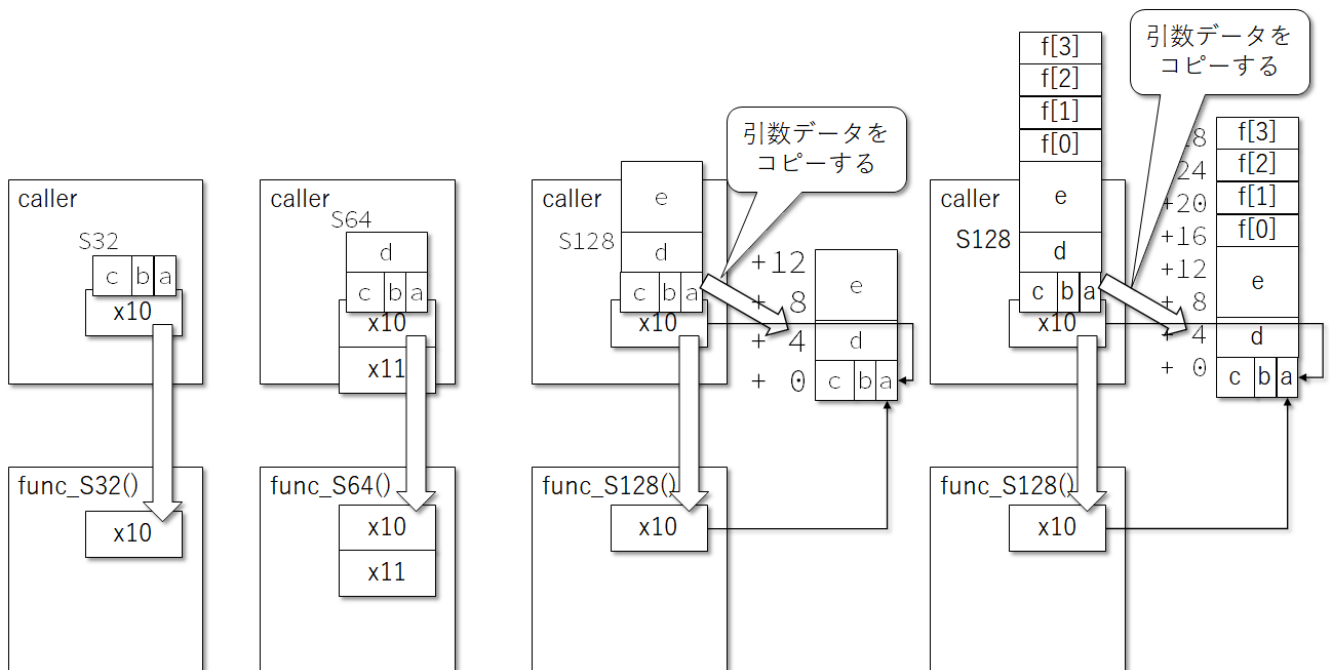 caller
S32
c b a
x10
func_S32()
x10
caller
S64
d
c b a
x10
x11
func_S64()
x10
x11
引数データを
コピーする
caller
S128
e
d
c b a
x10
+12
+ 8
+ 4
+ 0
e
d
c b a
func_S128()
x10
引数データを
コピーする
f[3]
f[2]
f[1]
f[0]
caller
S128
e
d
c b a
x10
8
24
+20
+16
+12
+ 8
+ 4
+ 0
f[3]
f[2]
f[1]
f[0]
e
d
c b a
func_S128()
x10